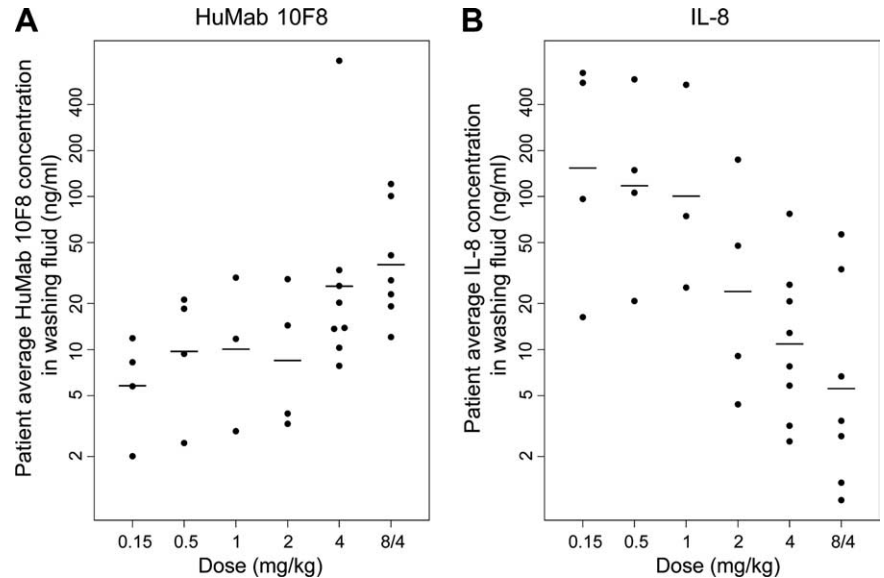 A
HuMab 10F8
Patient average HuMab 10F8 concentration
in washing fluid (ng/ml)
400
200
100
50
20
10
5
2
0.15 0.5 1 2 4 8/4
Dose (mg/kg)
B
IL-8
Patient average IL-8 concentration
in washing fluid (ng/ml)
400
200
100
50
20
10
5
2
0.15 0.5 1 2 4 8/4
Dose (mg/kg)